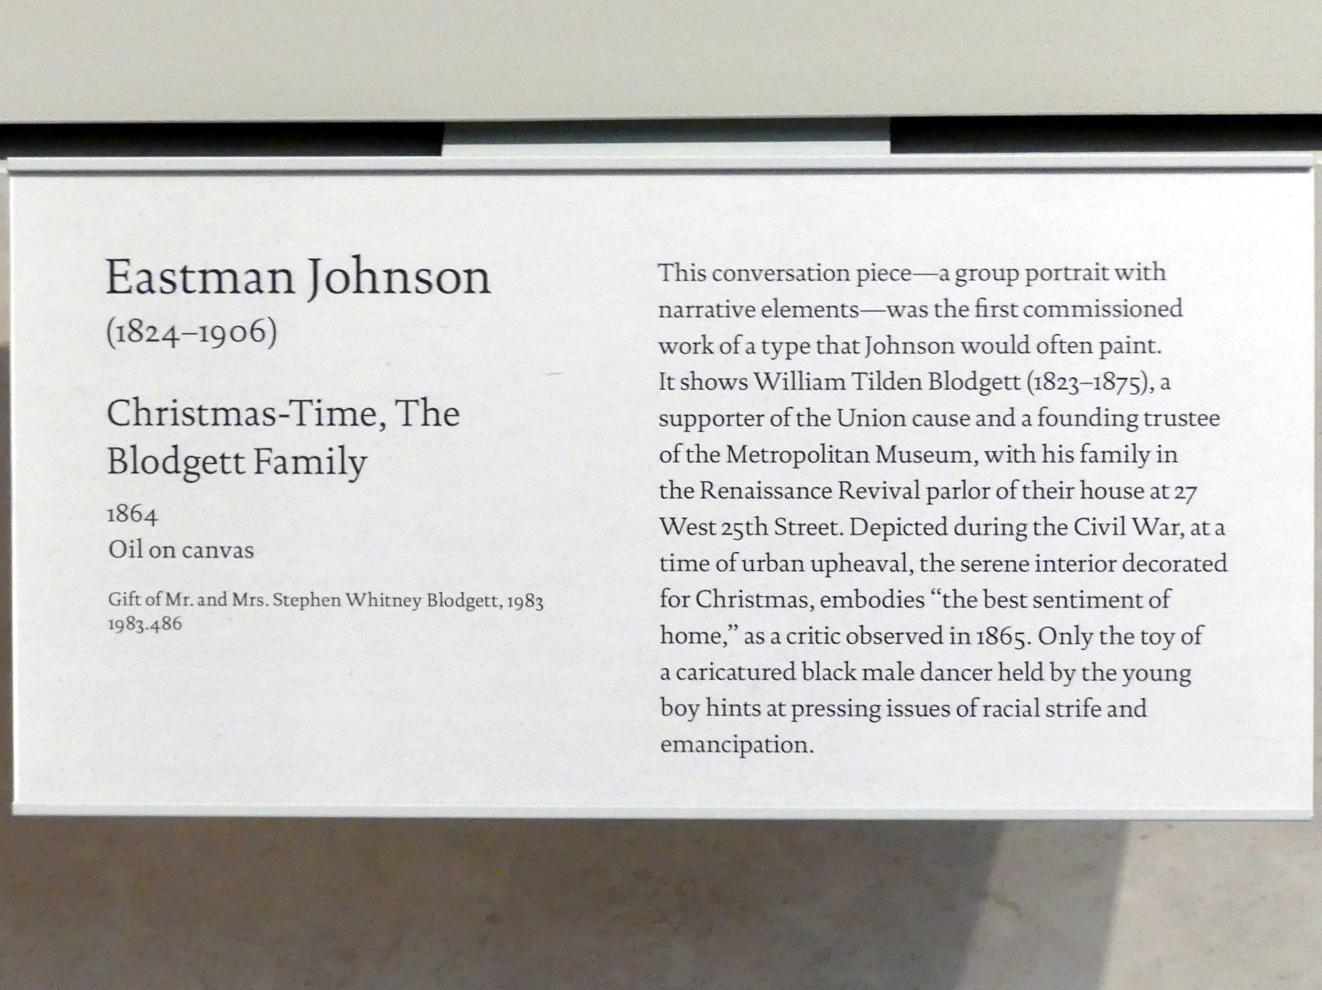 Eastman Johnson
(1824–1906)
Christmas-Time, The
Blodgett Family
1864
Oil on canvas
Gift of Mr. and Mrs. Stephen Whitney Blodgett, 1983
1983.486
This conversation piece—a group portrait with
narrative elements—was the first commissioned
work of a type that Johnson would often paint.
It shows William Tilden Blodgett (1823–1875), a
supporter of the Union cause and a founding trustee
of the Metropolitan Museum, with his family in
the Renaissance Revival parlor of their house at 27
West 25th Street. Depicted during the Civil War, at a
time of urban upheaval, the serene interior decorated
for Christmas, embodies “the best sentiment of
home,” as a critic observed in 1865. Only the toy of
a caricatured black male dancer held by the young
boy hints at pressing issues of racial strife and
emancipation.